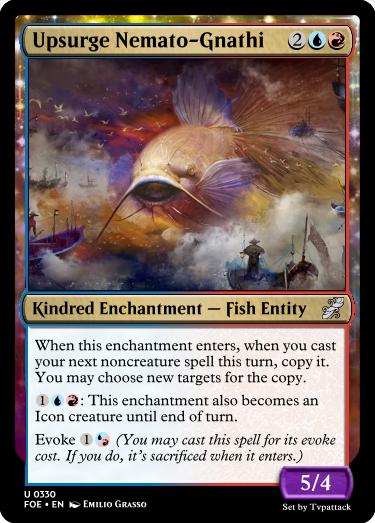 Upsurge Nemato-Gnathi 2
Kindred Enchantment — Fish Entity
When this enchantment enters, when you cast
your next noncreature spell this turn, copy it.
You may choose new targets for the copy.
1: This enchantment also becomes an
Icon creature until end of turn.
Evoke 1 (You may cast this spell for its evoke
cost. If you do, it's sacrificed when it enters.)
5/4
U 0330
FOE • EN Emilio Grasso
Set by Tvpattack